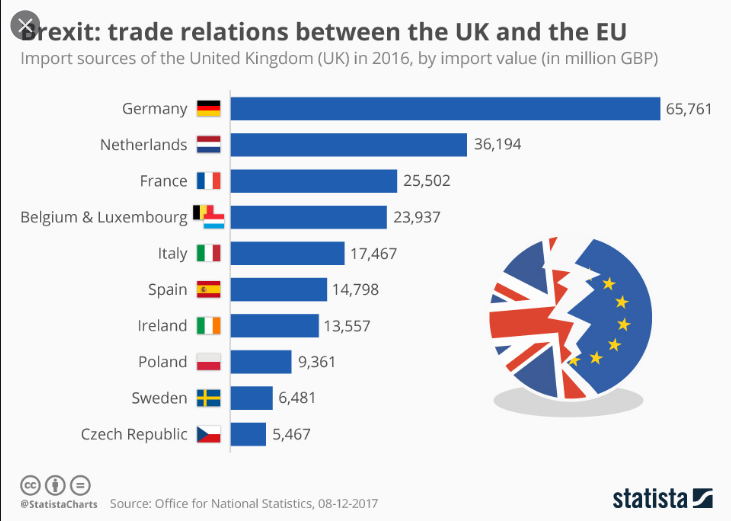 Brexit: trade relations between the UK and the EU
Import sources of the United Kingdom (UK) in 2016, by import value (in million GBP)
Germany 65,761
Netherlands 36,194
France 25,502
Belgium & Luxembourg 23,937
Italy 17,467
Spain 14,798
Ireland 13,557
Poland 9,361
Sweden 6,481
Czech Republic 5,467
cc
@StatistaCharts Source: Office for National Statistics, 08-12-2017
statista